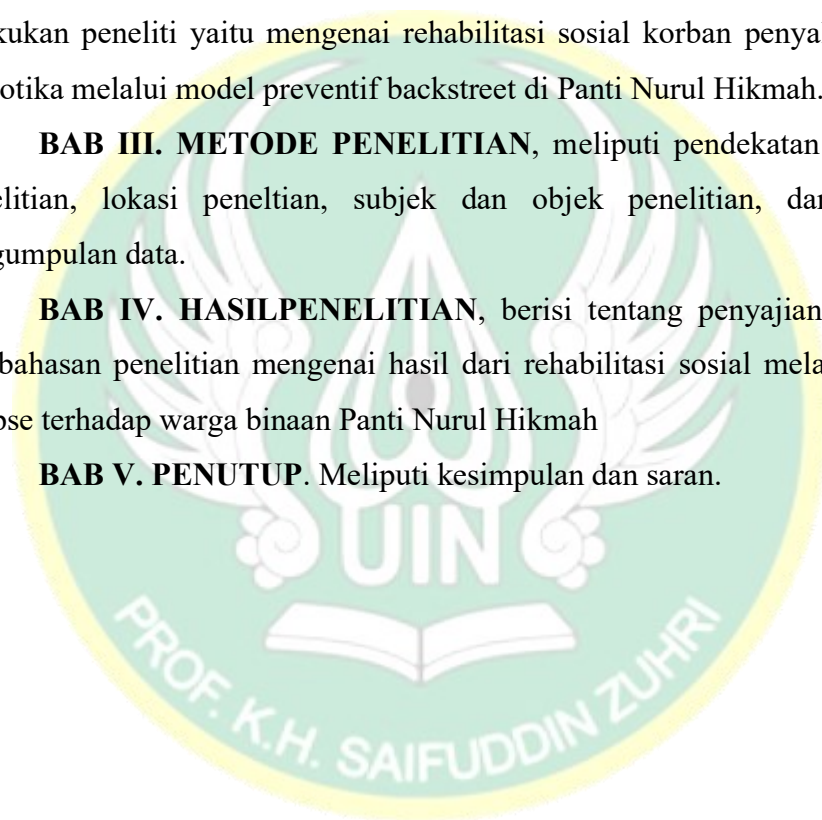 kukan peneliti yaitu mengenai rehabilitasi sosial korban penya
otika melalui model preventif backstreet di Panti Nurul Hikmah.
BAB III. METODE PENELITIAN, meliputi pendekatan
elitian, lokasi peneltian, subjek dan objek penelitian, dan
gumpulan data.
BAB IV. HASILPENELITIAN, berisi tentang penyajian
bahasan penelitian mengenai hasil dari rehabilitasi sosial mela
pse terhadap warga binaan Panti Nurul Hikmah
BAB V. PENUTUP. Meliputi kesimpulan dan saran.
UIN
PROF. K.H. SAIFUDDIN ZUHRI